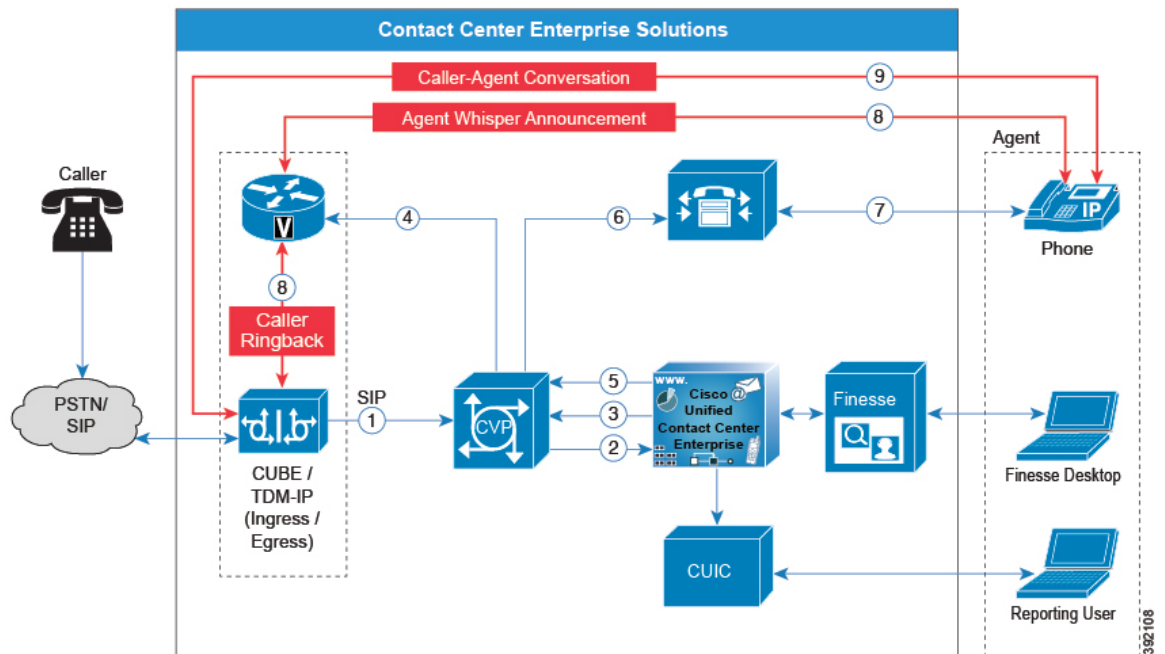 Contact Center Enterprise Solutions
Caller-Agent Conversation
9
Agent Whisper Announcement
8
Agent
Caller
V
4
6
7
IP
Phone
8
Caller
Ringback
PSTN/
SIP
SIP
1
CVP
5
3
2
www.
Cisco @
Unified
Contact Center
Enterprise
Finesse
Finesse Desktop
CUBE /
TDM-IP
(Ingress /
Egress)
CUIC
Reporting User
392108